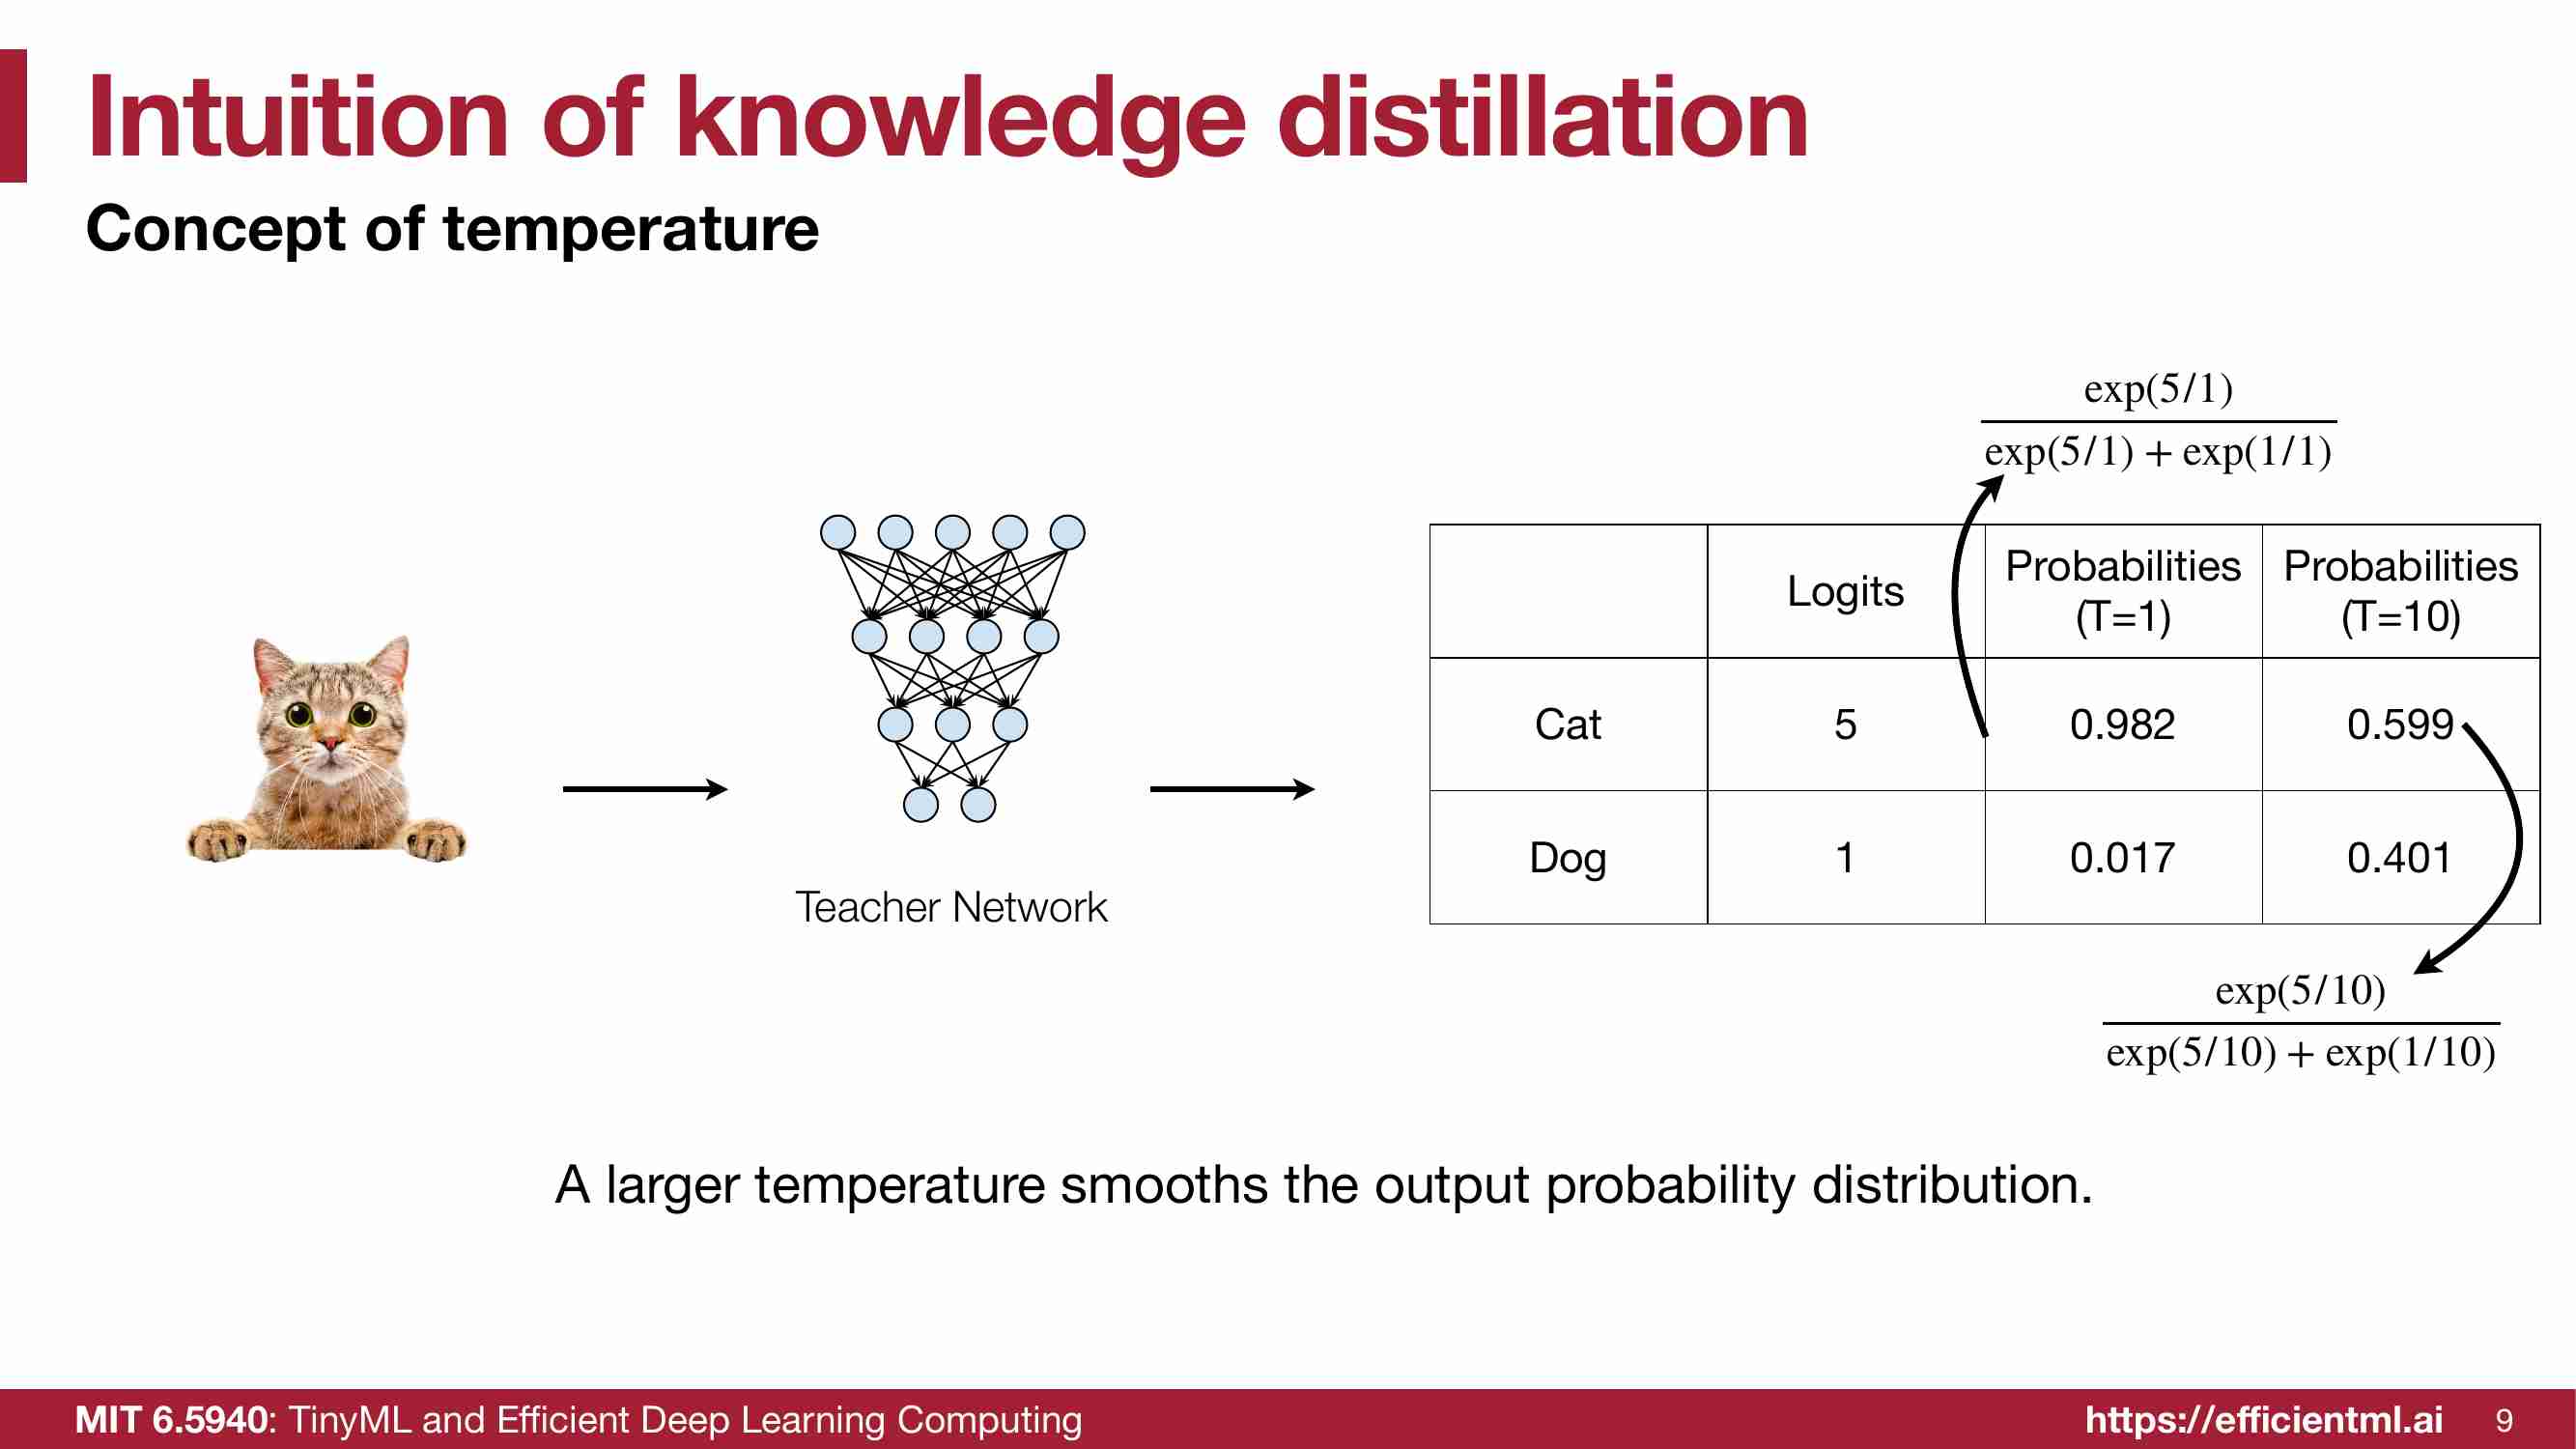 Intuition of knowledge distillation
Concept of temperature
exp(5/1)
exp(5/1) + exp(1/1)
Logits
Probabilities
(T=1)
Probabilities
(T=10)
Cat
5
0.982
0.599
Dog
1
0.017
0.401
Teacher Network
exp(5/10)
exp(5/10) + exp(1/10)
A larger temperature smooths the output probability distribution.
MIT 6.5940: TinyML and Efficient Deep Learning Computing
https://efficientml.ai
9